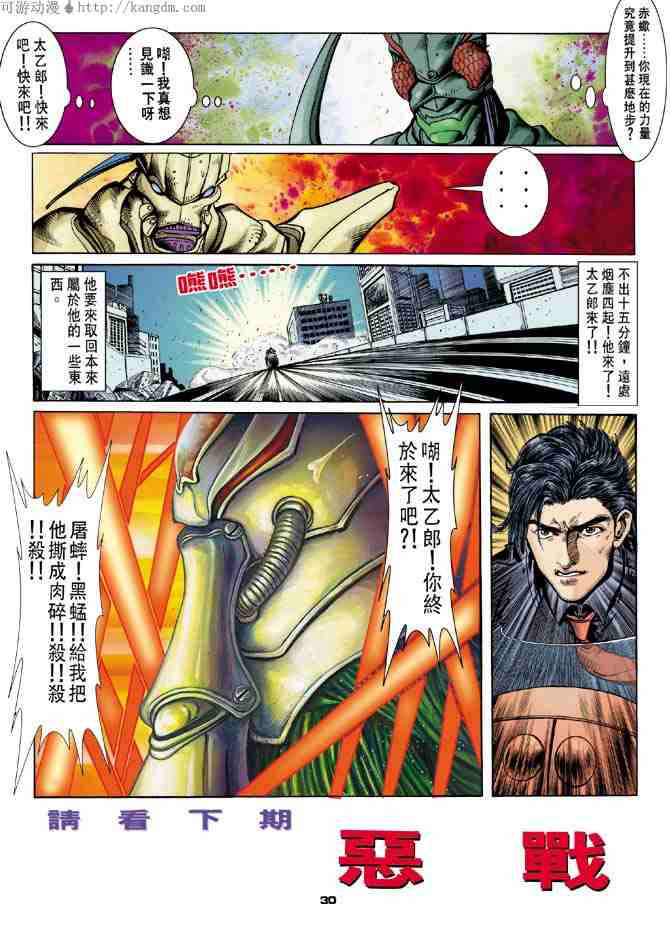 可游动漫 http://kangdm.com/
赤蠍……你現在的力量
究竟提升到甚麼地步？
唿！我真想
見識一下呀
……
太乙郎！快來
吧！快來吧！！
……
不出十五分鐘，遠處
烟塵四起！他來了！
太乙郎來了！！
嘿嘿……
他要來取回本來
屬於他的一些東
西。
唿！太乙郎！你終
於來了吧？！
屠蟀！黑蜢！！給我把
他撕成肉碎！！殺！！殺
！！殺！！
請看下期
惡戰
30